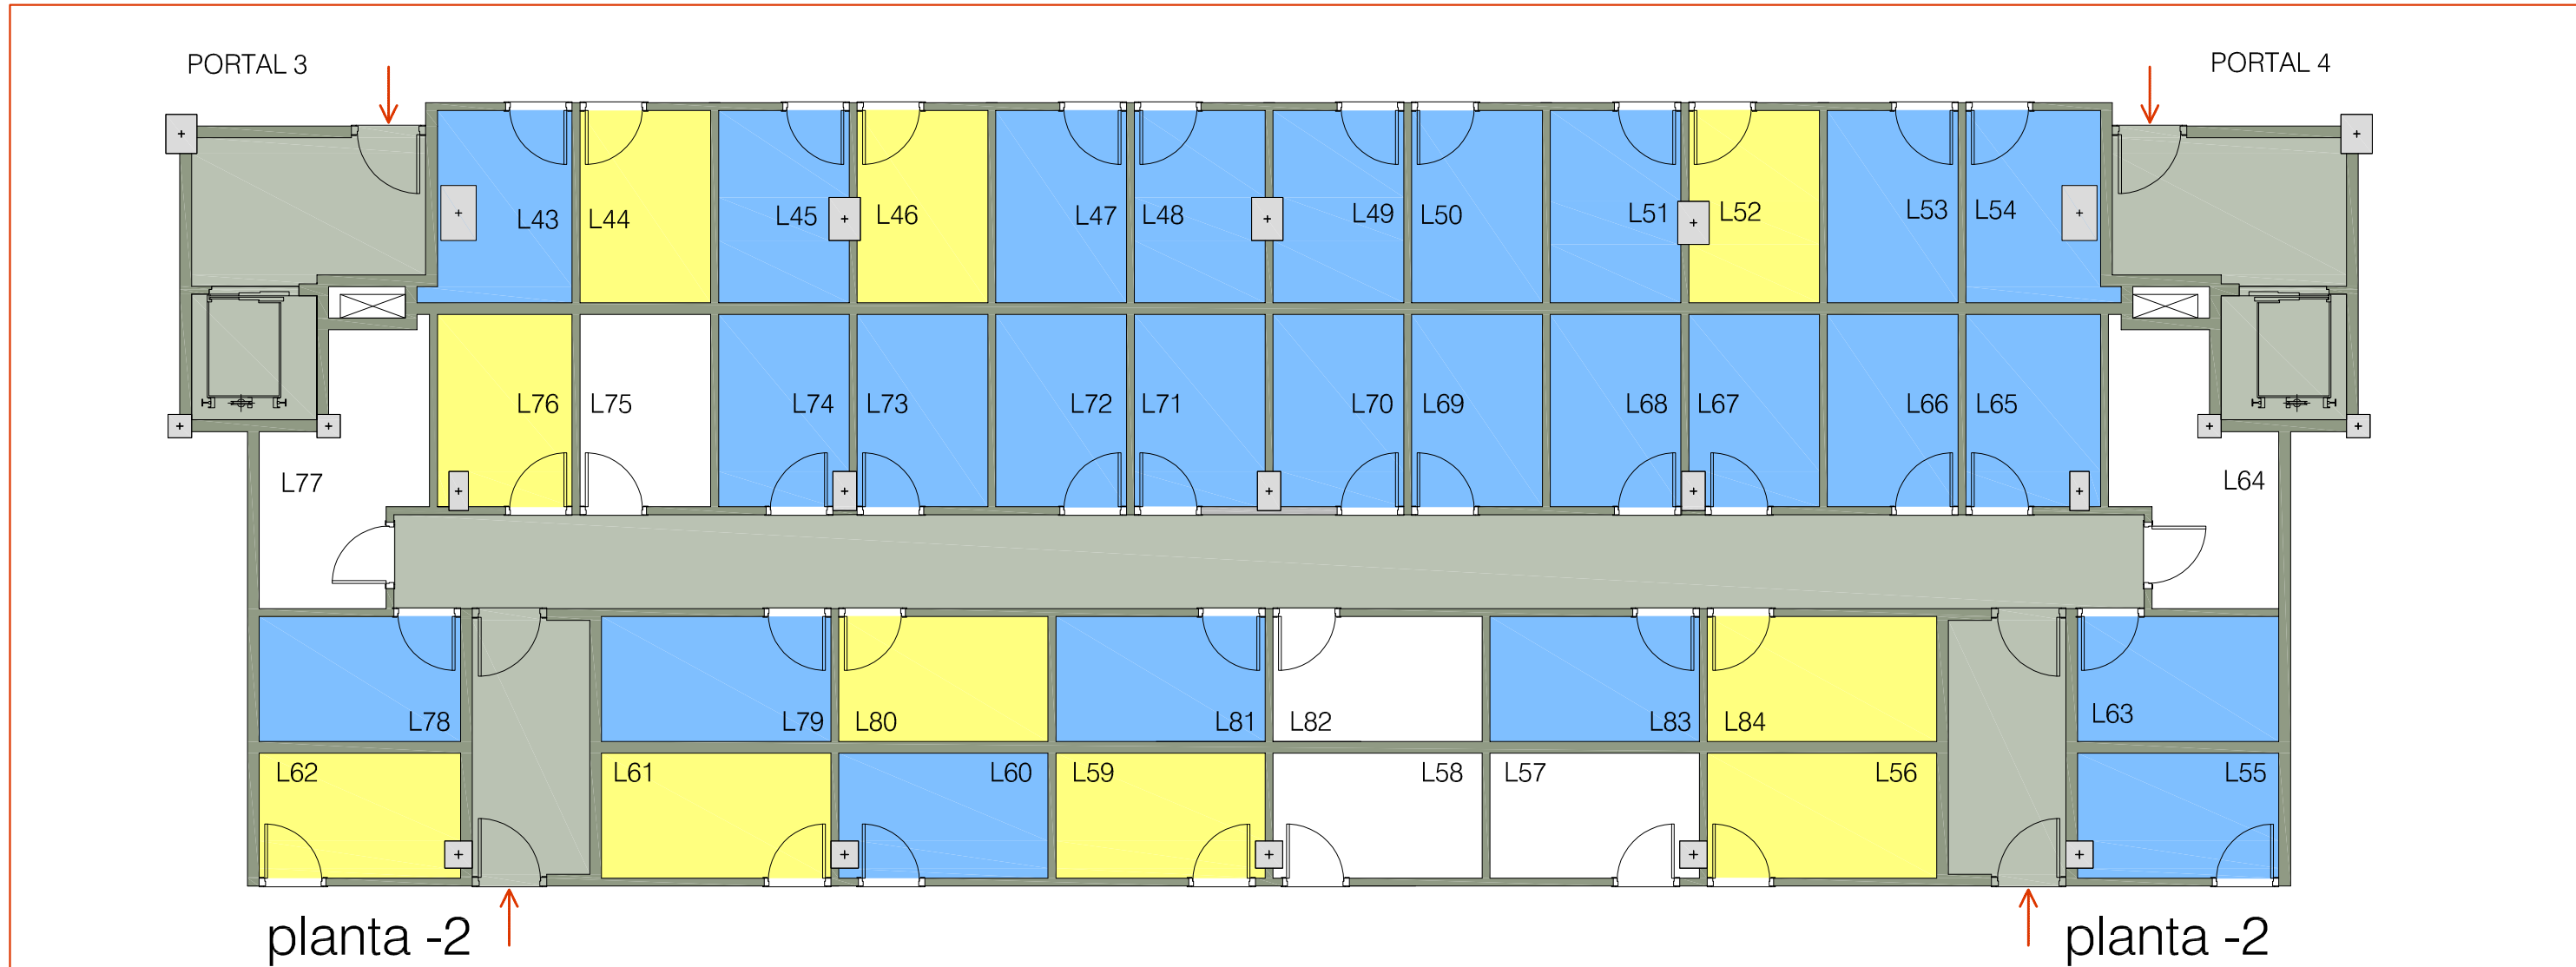 PORTAL 3 PORTAL 4
L43 L44 L45 L46 L47 L48 L49 L50 L51 L52 L53 L54
L76 L75 L74 L73 L72 L71 L70 L69 L68 L67 L66 L65
L77 L64
L78 L79 L80 L81 L82 L83 L84 L63
L62 L61 L60 L59 L58 L57 L56 L55
planta -2 planta -2